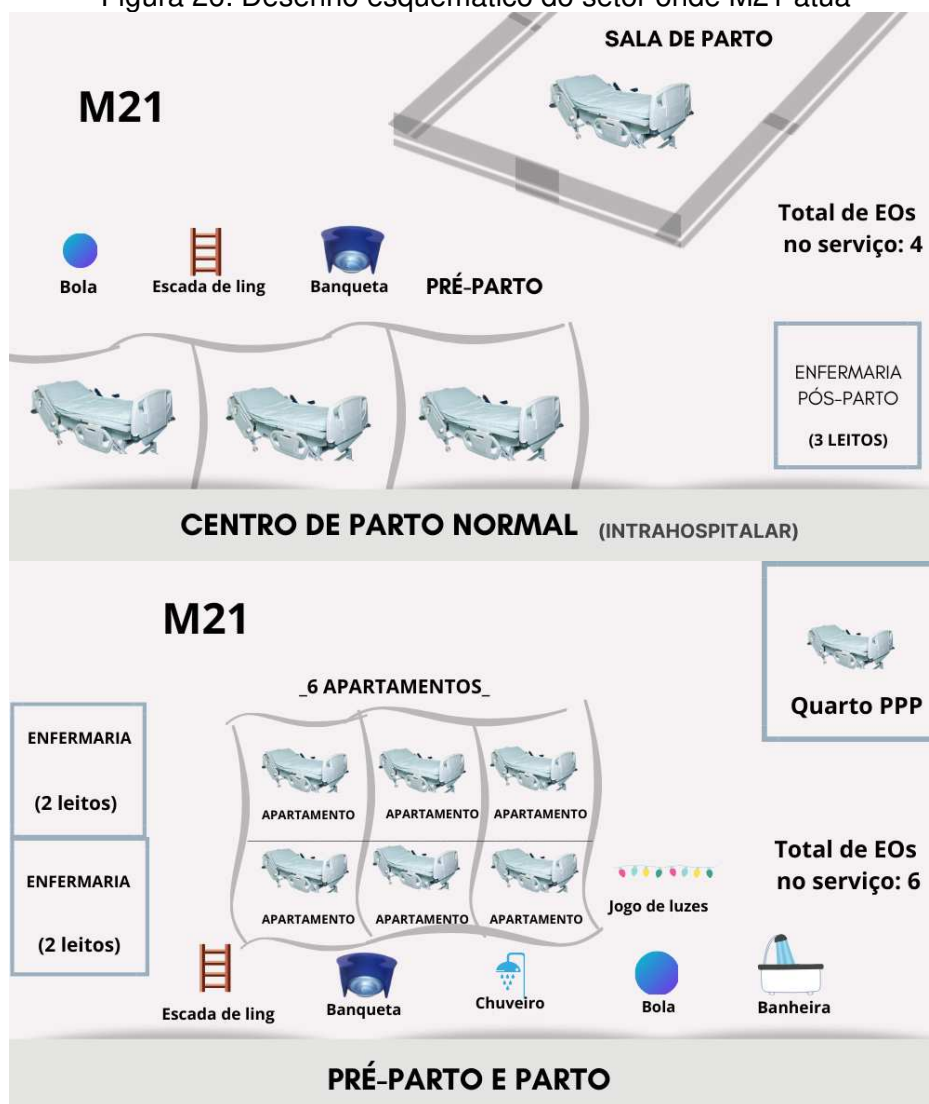 Figura 20: Desenho esquemático do setor onde M21 atua
SALA DE PARTO
M21
Total de EOs
no serviço: 4
Bola
Escada de ling
Banqueta
PRÉ-PARTO
ENFERMARIA
PÓS-PARTO
(3 LEITOS)
CENTRO DE PARTO NORMAL (INTRAHOSPITALAR)
M21
_6 APARTAMENTOS_
Quarto PPP
ENFERMARIA
(2 leitos)
APARTAMENTO
APARTAMENTO
APARTAMENTO
Total de EOs
no serviço: 6
ENFERMARIA
(2 leitos)
APARTAMENTO
APARTAMENTO
APARTAMENTO
Jogo de luzes
Escada de ling
Banqueta
Chuveiro
Bola
Banheira
PRÉ-PARTO E PARTO